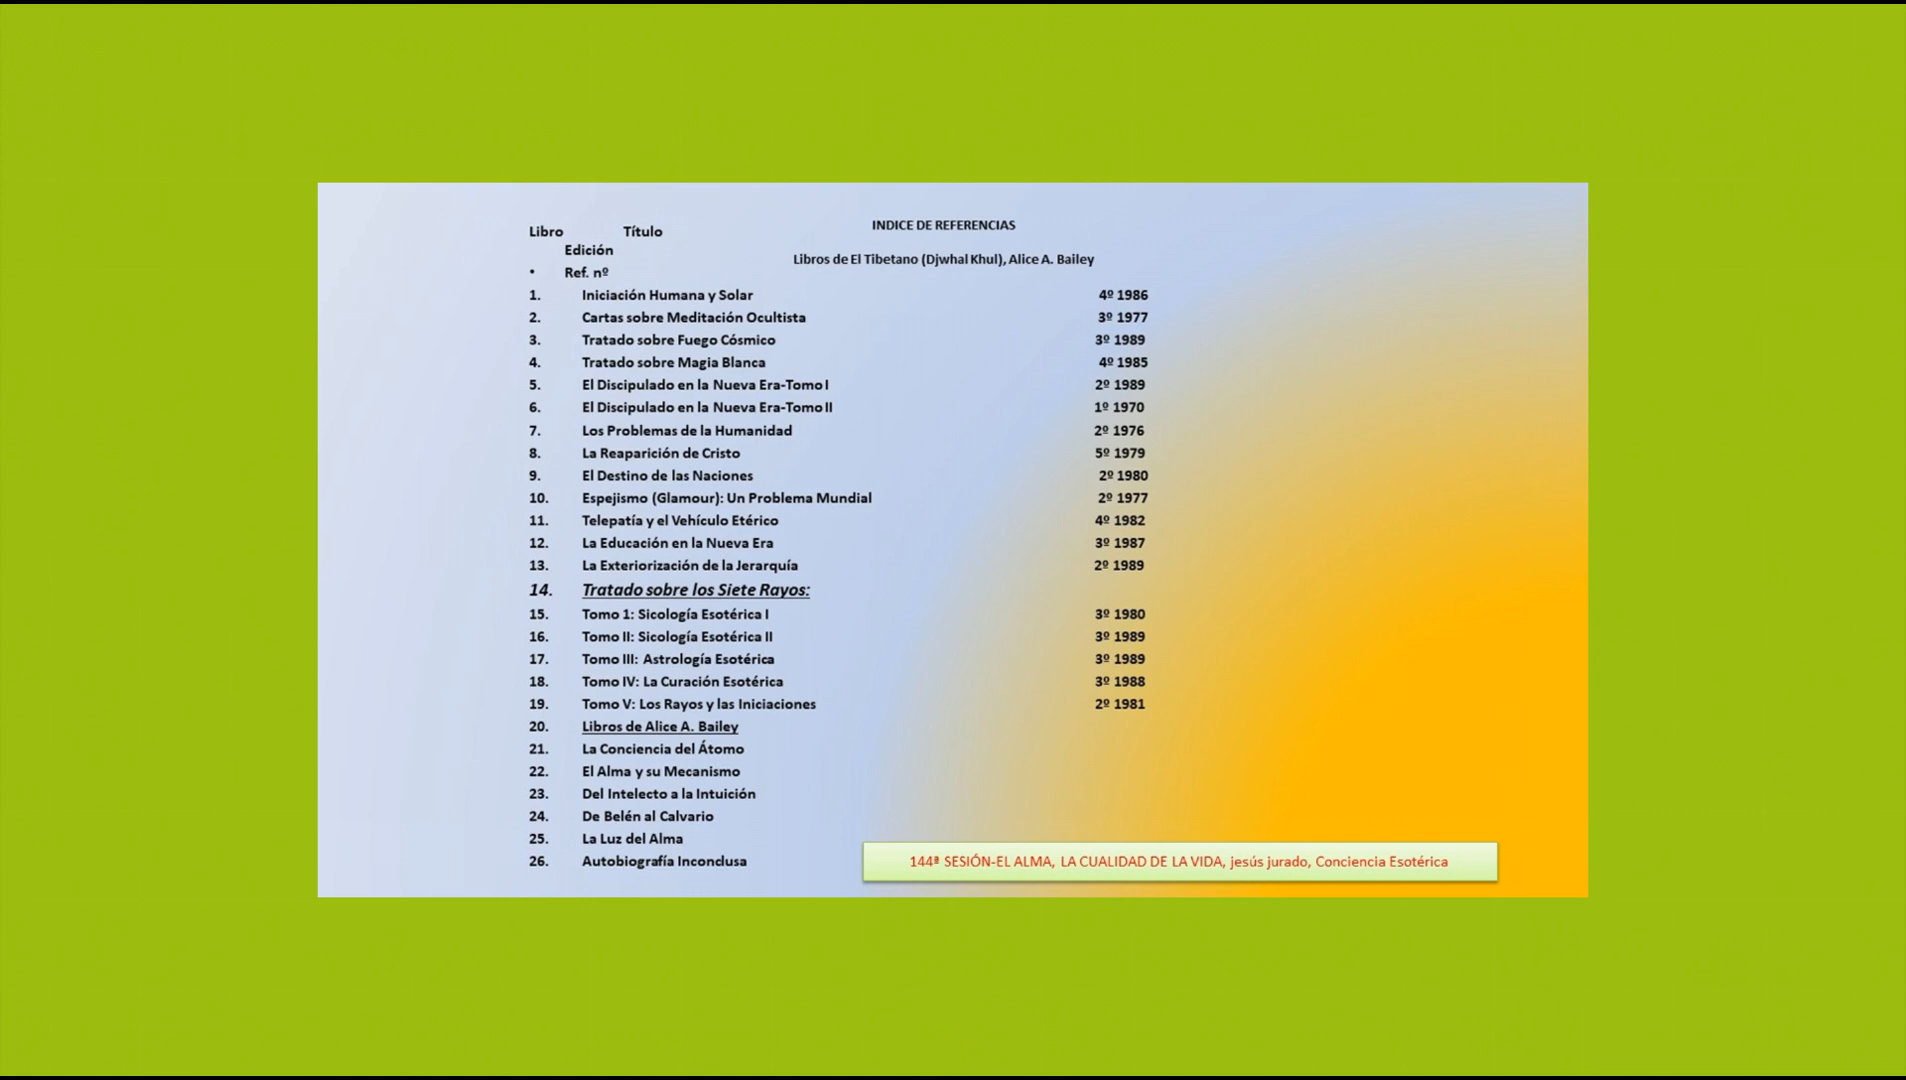 INDICE DE REFERENCIAS
Libro Título
Edición
Libros de El Tibetano (Djwhal Khul), Alice A. Bailey
• Ref. nº
1. Iniciación Humana y Solar 4º 1986
2. Cartas sobre Meditación Ocultista 3º 1977
3. Tratado sobre Fuego Cósmico 3º 1989
4. Tratado sobre Magia Blanca 4º 1985
5. El Discipulado en la Nueva Era-Tomo I 2º 1989
6. El Discipulado en la Nueva Era-Tomo II 1º 1970
7. Los Problemas de la Humanidad 2º 1976
8. La Reaparición de Cristo 5º 1979
9. El Destino de las Naciones 2º 1980
10. Espejismo (Glamour): Un Problema Mundial 2º 1977
11. Telepatía y el Vehículo Etérico 4º 1982
12. La Educación en la Nueva Era 3º 1987
13. La Exteriorización de la Jerarquía 2º 1989
14. Tratado sobre los Siete Rayos:
15. Tomo 1: Sicología Esotérica I 3º 1980
16. Tomo II: Sicología Esotérica II 3º 1989
17. Tomo III: Astrología Esotérica 3º 1989
18. Tomo IV: La Curación Esotérica 3º 1988
19. Tomo V: Los Rayos y las Iniciaciones 2º 1981
20. Libros de Alice A. Bailey
21. La Conciencia del Átomo
22. El Alma y su Mecanismo
23. Del Intelecto a la Intuición
24. De Belén al Calvario
25. La Luz del Alma
26. Autobiografía Inconclusa
144ª SESIÓN-EL ALMA, LA CUALIDAD DE LA VIDA, jesús jurado, Conciencia Esotérica